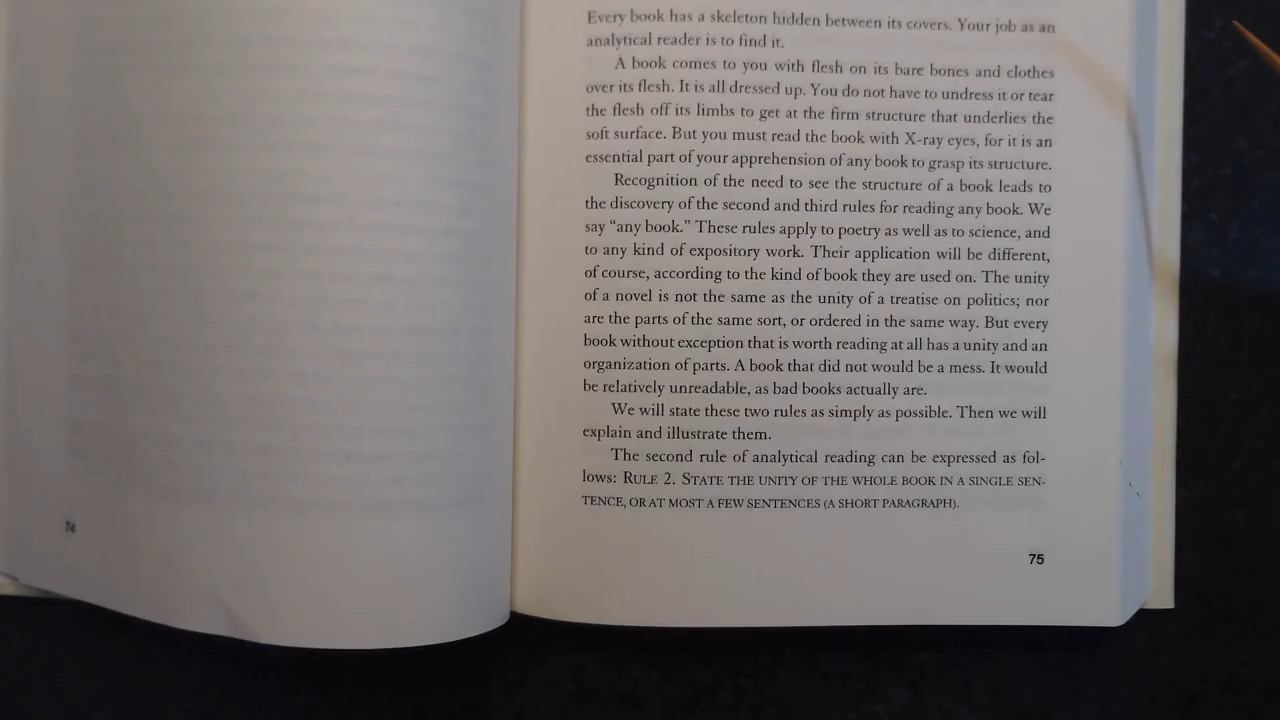 74
Every book has a skeleton hidden between its covers. Your job as an
analytical reader is to find it.
A book comes to you with flesh on its bare bones and clothes
over its flesh. It is all dressed up. You do not have to undress it or tear
the flesh off its limbs to get at the firm structure that underlies the
soft surface. But you must read the book with X-ray eyes, for it is an
essential part of your apprehension of any book to grasp its structure.
Recognition of the need to see the structure of a book leads to
the discovery of the second and third rules for reading any book. We
say “any book.” These rules apply to poetry as well as to science, and
to any kind of expository work. Their application will be different,
of course, according to the kind of book they are used on. The unity
of a novel is not the same as the unity of a treatise on politics; nor
are the parts of the same sort, or ordered in the same way. But every
book without exception that is worth reading at all has a unity and an
organization of parts. A book that did not would be a mess. It would
be relatively unreadable, as bad books actually are.
We will state these two rules as simply as possible. Then we will
explain and illustrate them.
The second rule of analytical reading can be expressed as fol-
lows: RULE 2. STATE THE UNITY OF THE WHOLE BOOK IN A SINGLE SEN-
TENCE, OR AT MOST A FEW SENTENCES (A SHORT PARAGRAPH).
75